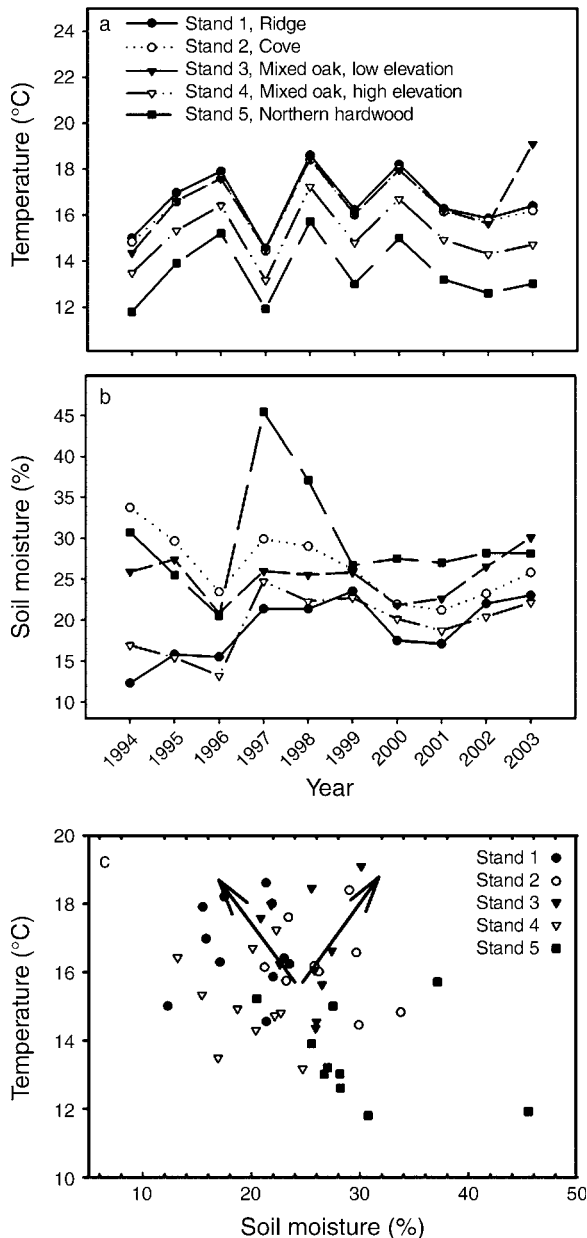 a
Stand 1, Ridge
Stand 2, Cove
Stand 3, Mixed oak, low elevation
Stand 4, Mixed oak, high elevation
Stand 5, Northern hardwood
24
22
20
18
16
14
12
Temperature (°C)
b
45
40
35
30
25
20
15
10
Soil moisture (%)
1994
1995
1996
1997
1998
1999
2000
2001
2002
2003
Year
c
Stand 1
Stand 2
Stand 3
Stand 4
Stand 5
20
18
16
14
12
10
Temperature (°C)
10
20
30
40
50
Soil moisture (%)